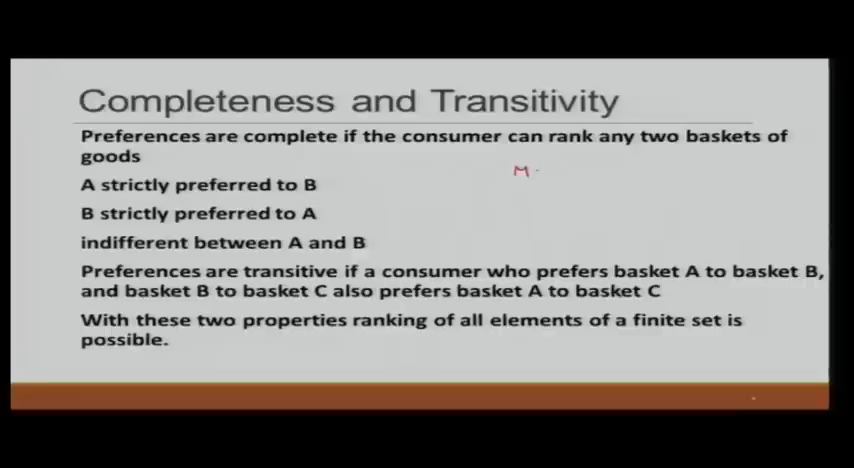 Completeness and Transitivity
Preferences are complete if the consumer can rank any two baskets of
goods
M
A strictly preferred to B
B strictly preferred to A
indifferent between A and B
Preferences are transitive if a consumer who prefers basket A to basket B,
and basket B to basket C also prefers basket A to basket C
With these two properties ranking of all elements of a finite set is
possible.